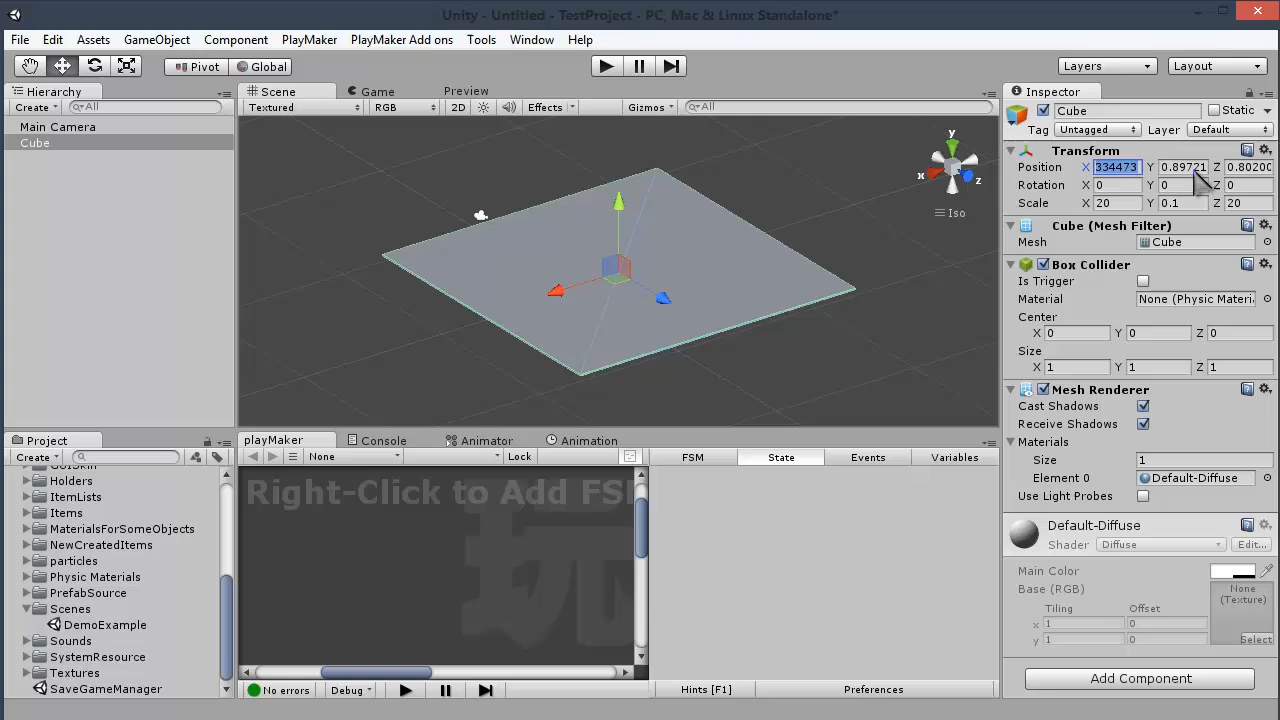 Unity - Untitled - TestProject - PC, Mac & Linux Standalone*
File Edit Assets GameObject Component PlayMaker PlayMaker Add ons Tools Window Help
Pivot Global Layers Layout
Hierarchy
Create All
Main Camera
Cube
Scene Game Preview
Textured RGB 2D Effects Gizmos All
y
x
z
Iso
Inspector
Cube Static
Tag Untagged Layer Default
Transform
Position X 334473 Y 0.89721 Z 0.80200
Rotation X 0 Y 0 Z 0
Scale X 20 Y 0.1 Z 20
Cube (Mesh Filter)
Mesh Cube
Box Collider
Is Trigger
Material None (Physic Materi
Center
X 0 Y 0 Z 0
Size
X 1 Y 1 Z 1
Mesh Renderer
Cast Shadows
Receive Shadows
Materials
Size 1
Element 0 Default-Diffuse
Use Light Probes
Default-Diffuse
Shader Diffuse Edit...
Main Color
Base (RGB)
None
(Texture)
Tiling Offset
x 1 0
y 1 0
Select
Add Component
Project
Create
GUISkin
Holders
ItemLists
Items
MaterialsForSomeObjects
NewCreatedItems
particles
Physic Materials
PrefabSource
Scenes
DemoExample
Sounds
SystemResource
Textures
SaveGameManager
playMaker Console Animator Animation
None Lock
Right-Click to Add FS
玩
No errors Debug
FSM State Events Variables
Hints [F1] Preferences